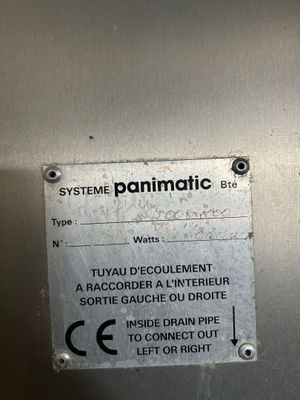 SYSTEME panimatic Bté
Type :
N° : Watts :
TUYAU D'ECOULEMENT
A RACCORDER A L'INTERIEUR
SORTIE GAUCHE OU DROITE
CE INSIDE DRAIN PIPE
TO CONNECT OUT
LEFT OR RIGHT